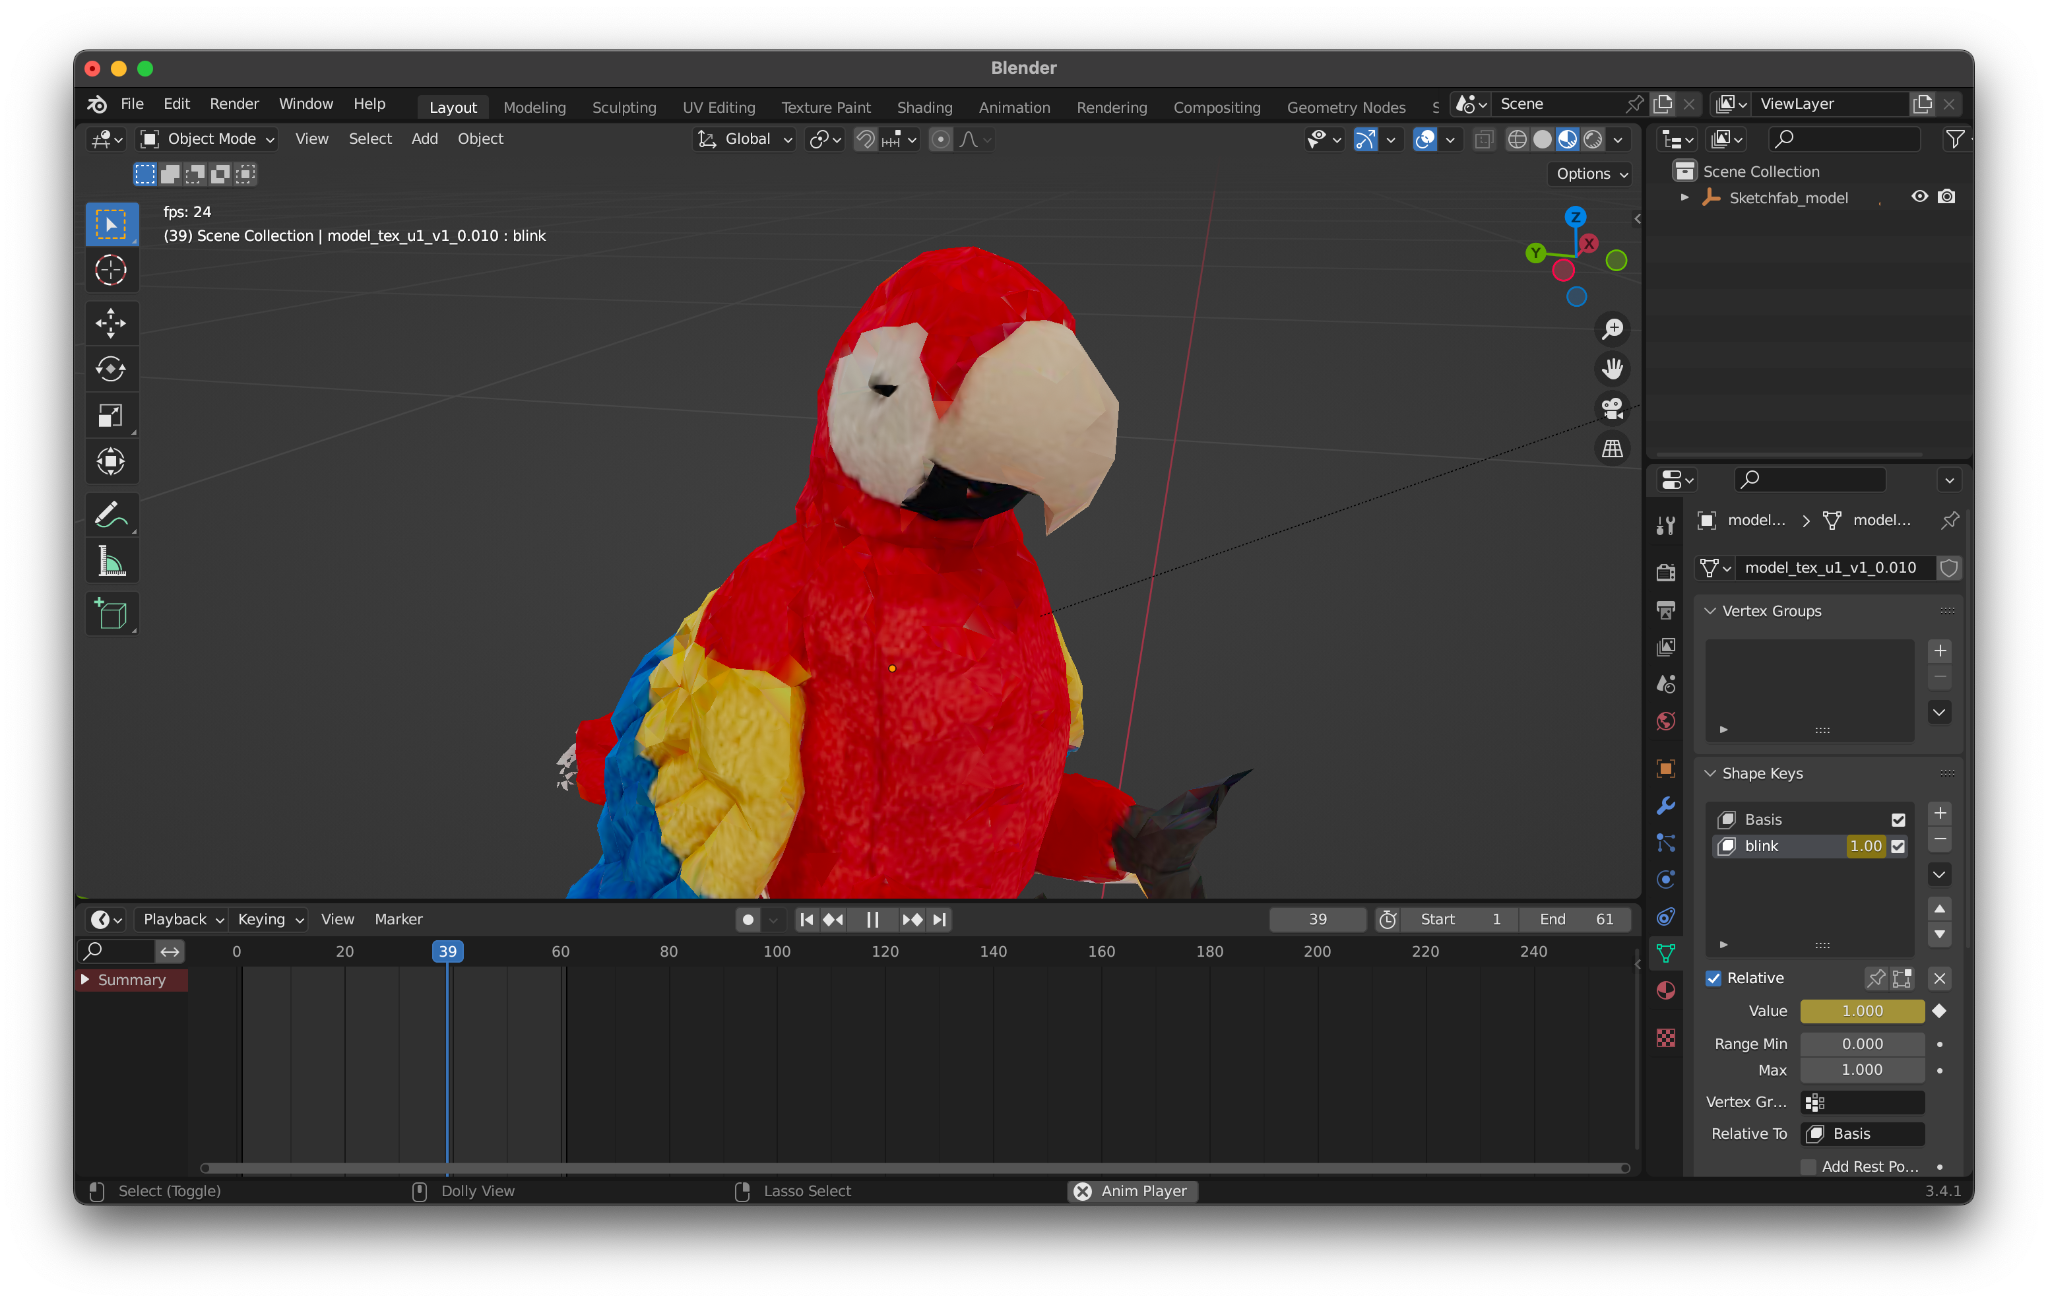 Blender
File Edit Render Window Help Layout Modeling Sculpting UV Editing Texture Paint Shading Animation Rendering Compositing Geometry Nodes Scene ViewLayer
Object Mode View Select Add Object Global
Options
Scene Collection
Sketchfab_model
fps: 24
(39) Scene Collection | model_tex_u1_v1_0.010 : blink
Z
X
Y
model... > model...
model_tex_u1_v1_0.010
Vertex Groups
Shape Keys
Basis
blink 1.00
Relative
Value 1.000
Range Min 0.000
Max 1.000
Vertex Gr...
Relative To Basis
Add Rest Po...
Playback Keying View Marker 39 Start 1 End 61
0 20 39 60 80 100 120 140 160 180 200 220 240
Summary
Select (Toggle) Dolly View Lasso Select Anim Player 3.4.1